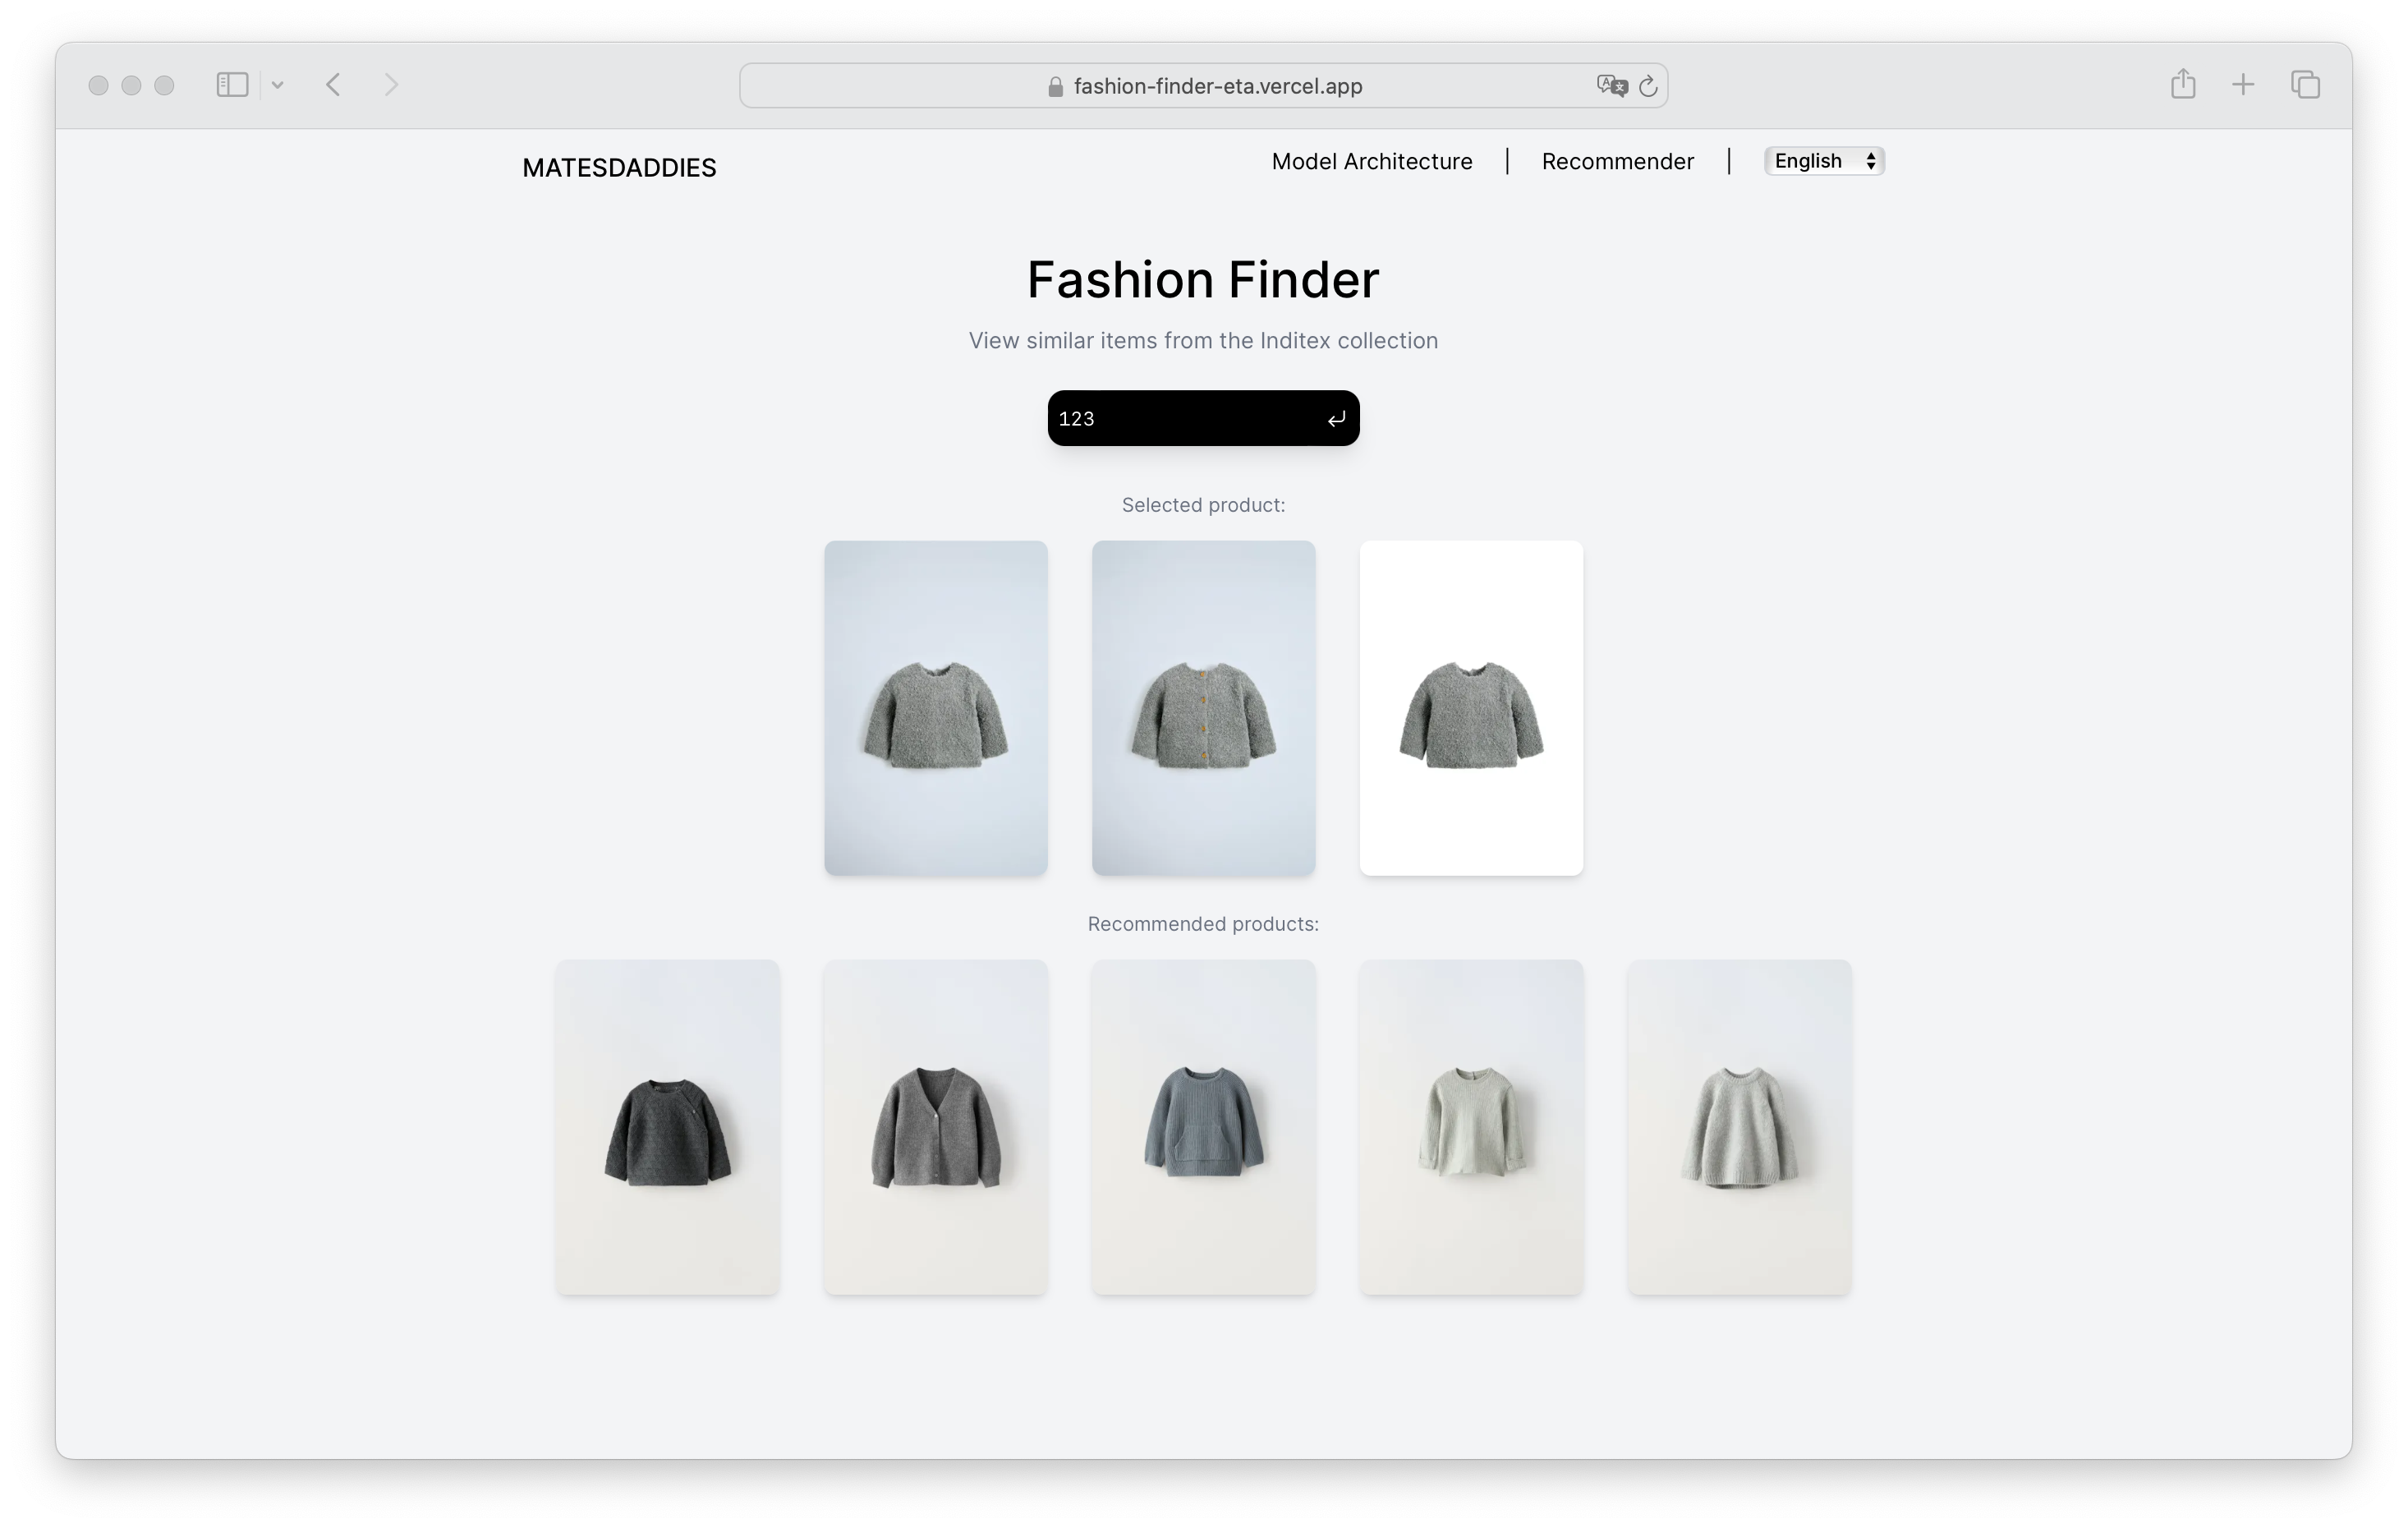 fashion-finder-eta.vercel.app
MATESDADDIES
Model Architecture | Recommender | English
Fashion Finder
View similar items from the Inditex collection
123
Selected product:
Recommended products: